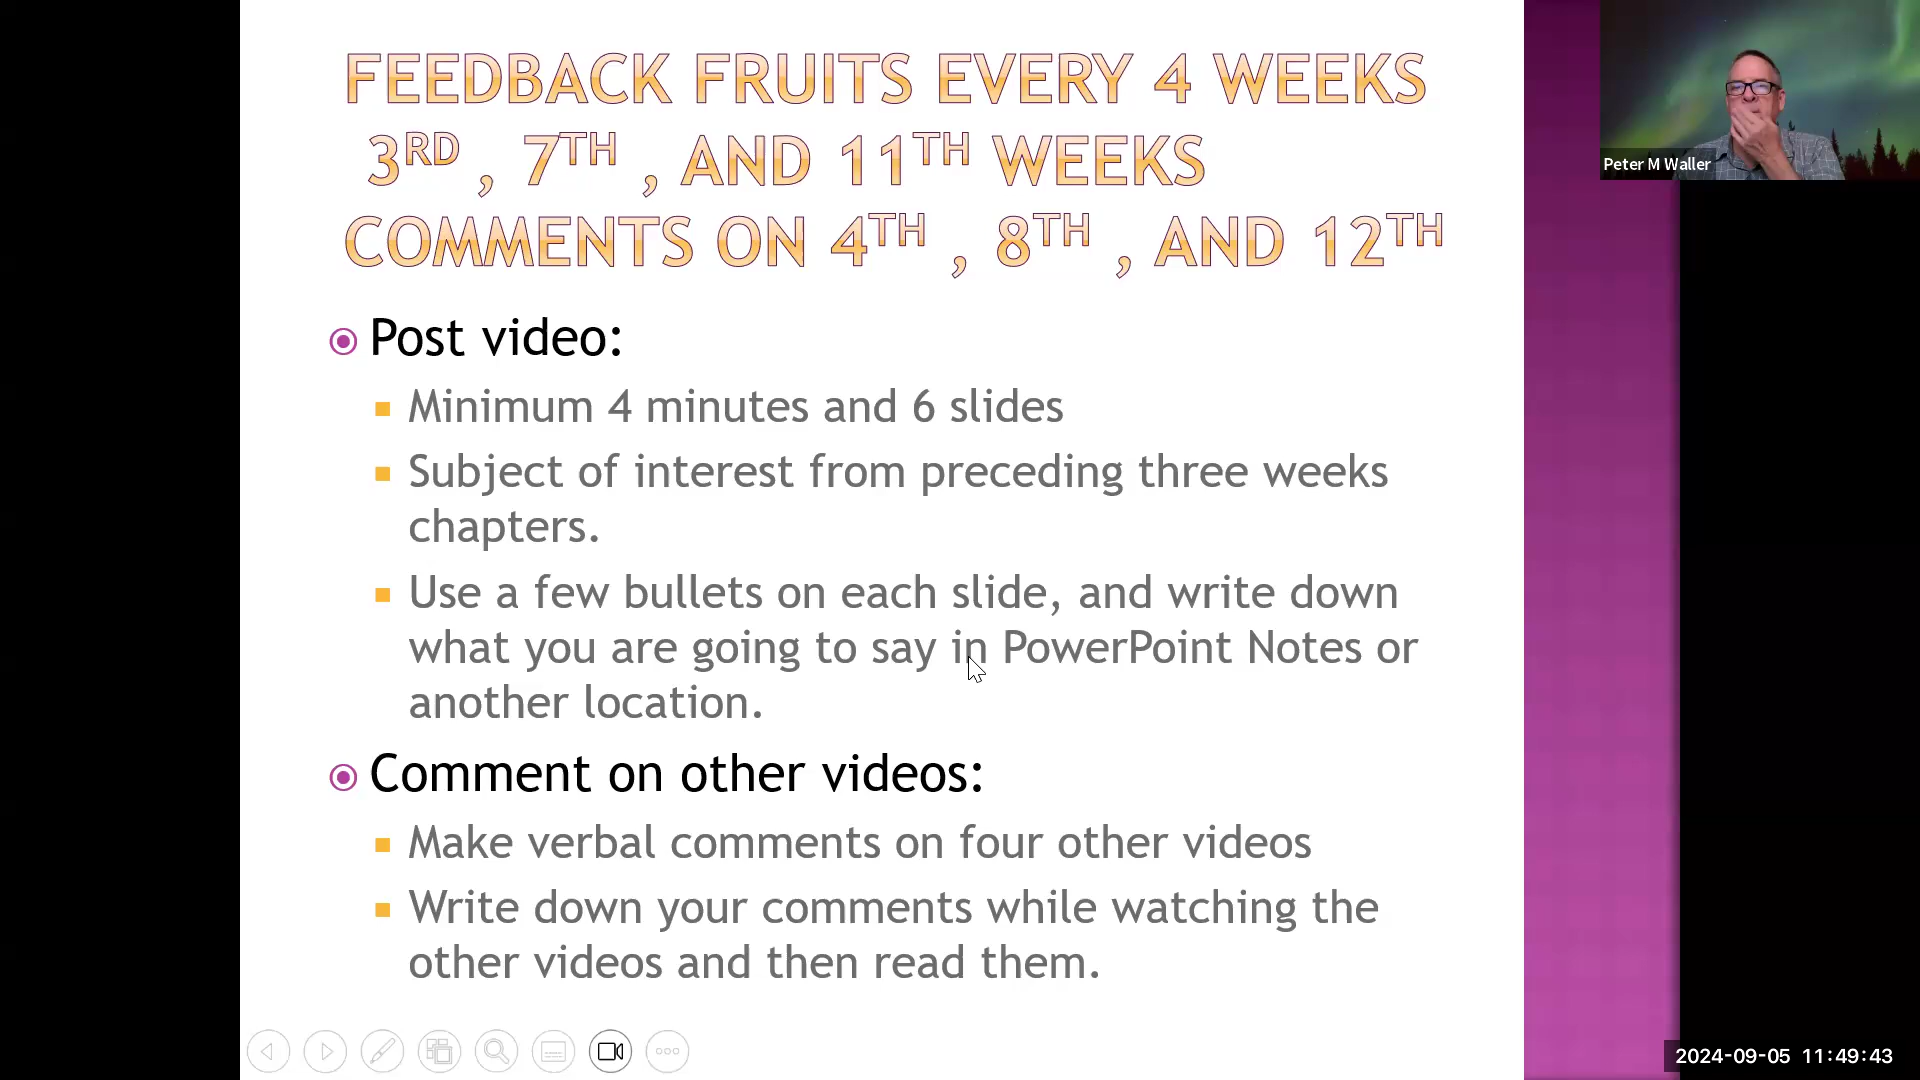 FEEDBACK FRUITS EVERY 4 WEEKS
3RD , 7TH , AND 11TH WEEKS
COMMENTS ON 4TH , 8TH , AND 12TH
Peter M Waller
Post video:
Minimum 4 minutes and 6 slides
Subject of interest from preceding three weeks
chapters.
Use a few bullets on each slide, and write down
what you are going to say in PowerPoint Notes or
another location.
Comment on other videos:
Make verbal comments on four other videos
Write down your comments while watching the
other videos and then read them.
2024-09-05 11:49:43